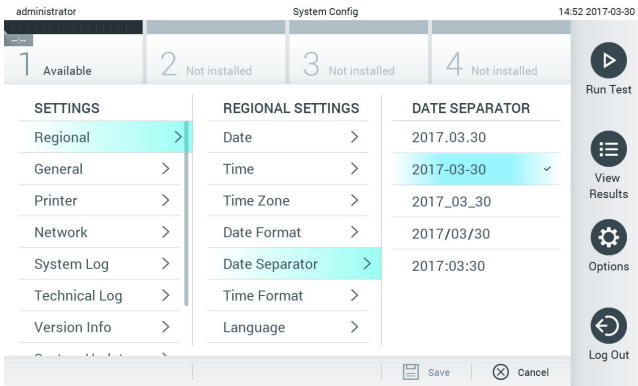 administrator
System Config
14:52 2017-03-30
--:--
1 Available
2 Not installed
3 Not installed
4 Not installed
SETTINGS
Regional
General
Printer
Network
System Log
Technical Log
Version Info
REGIONAL SETTINGS
Date
Time
Time Zone
Date Format
Date Separator
Time Format
Language
DATE SEPARATOR
2017.03.30
2017-03-30
2017_03_30
2017/03/30
2017:03:30
Run Test
View
Results
Options
Log Out
Save
Cancel